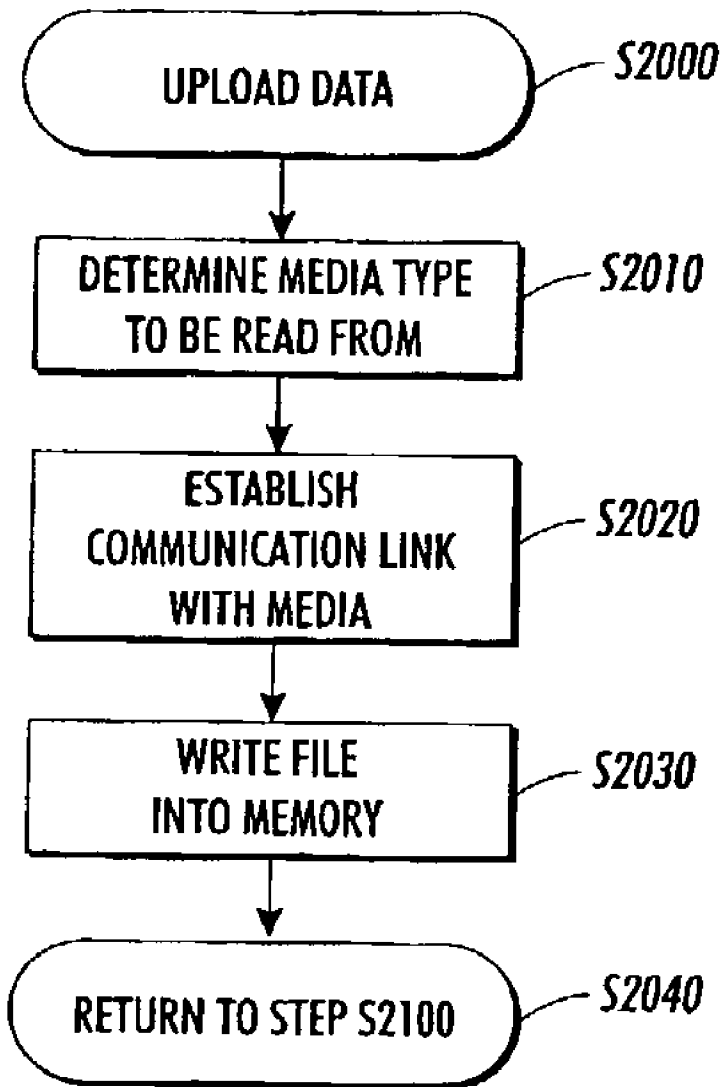 UPLOAD DATA
S2000
DETERMINE MEDIA TYPE
TO BE READ FROM
S2010
ESTABLISH
COMMUNICATION LINK
WITH MEDIA
S2020
WRITE FILE
INTO MEMORY
S2030
RETURN TO STEP S2100
S2040